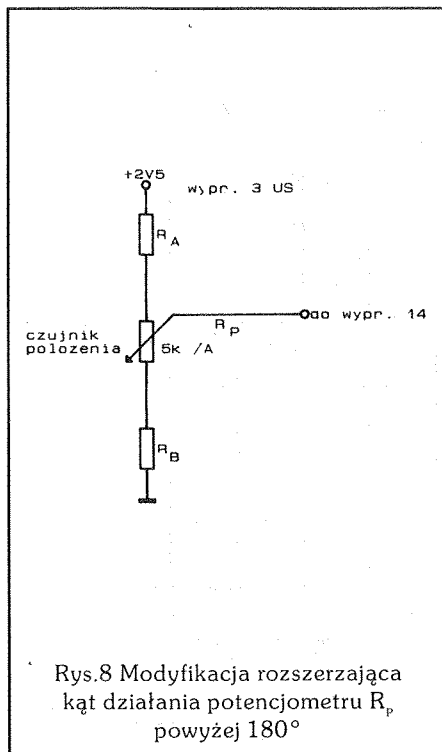 +2V5
wypr. 3 US
R_A
R_P
do wypr. 14
czujnik
polozenia
5k /A
R_B
Rys.8 Modyfikacja rozszerzająca
kąt działania potencjometru R_p
powyżej 180°